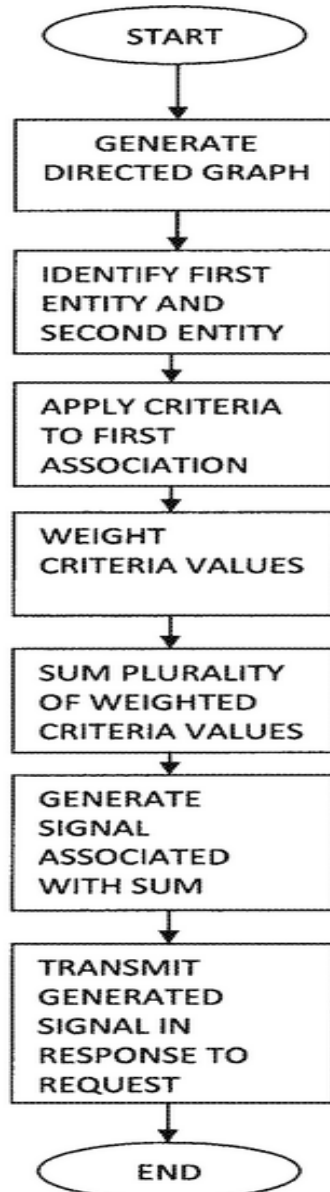 START
GENERATE
DIRECTED GRAPH
IDENTIFY FIRST
ENTITY AND
SECOND ENTITY
APPLY CRITERIA
TO FIRST
ASSOCIATION
WEIGHT
CRITERIA VALUES
SUM PLURALITY
OF WEIGHTED
CRITERIA VALUES
GENERATE
SIGNAL
ASSOCIATED
WITH SUM
TRANSMIT
GENERATED
SIGNAL IN
RESPONSE TO
REQUEST
END